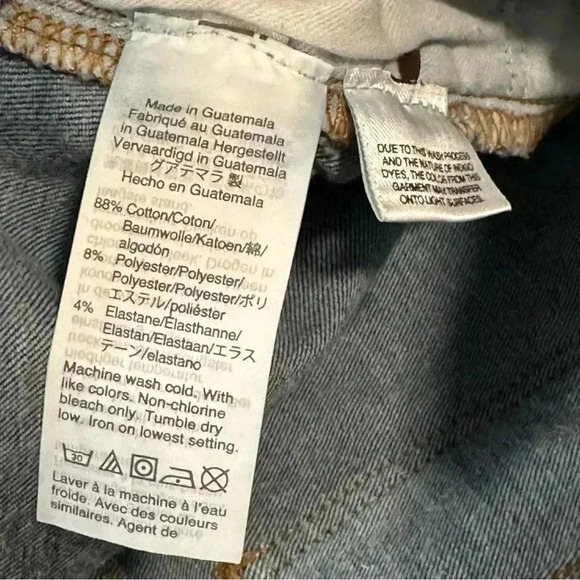 Made in Guatemala
Fabriqué au Guatemala
in Guatemala Hergestellt
Vervaardigd in Guatemala
グアテマラ 製
Hecho en Guatemala
88% Cotton/Coton/
Baumwolle/Katoen/綿/
algodón
8% Polyester/Polyester/
Polyester/Polyester/ポリ
エステル/poliéster
4% Elastane/Élasthanne/
Elastan/Elastaan/エラス
テーン/elastano
Machine wash cold. With
like colors. Non-chlorine
bleach only. Tumble dry
low. Iron on lowest setting.
30
Laver à la machine à l'eau
froide. Avec des couleurs
similaires. Agent de
DUE TO THIS WASH PROCESS
AND THE NATURE OF INDIGO
DYES, THE COLOR FROM THIS
GARMENT MAY TRANSFER
ONTO LIGHT SURFACES.